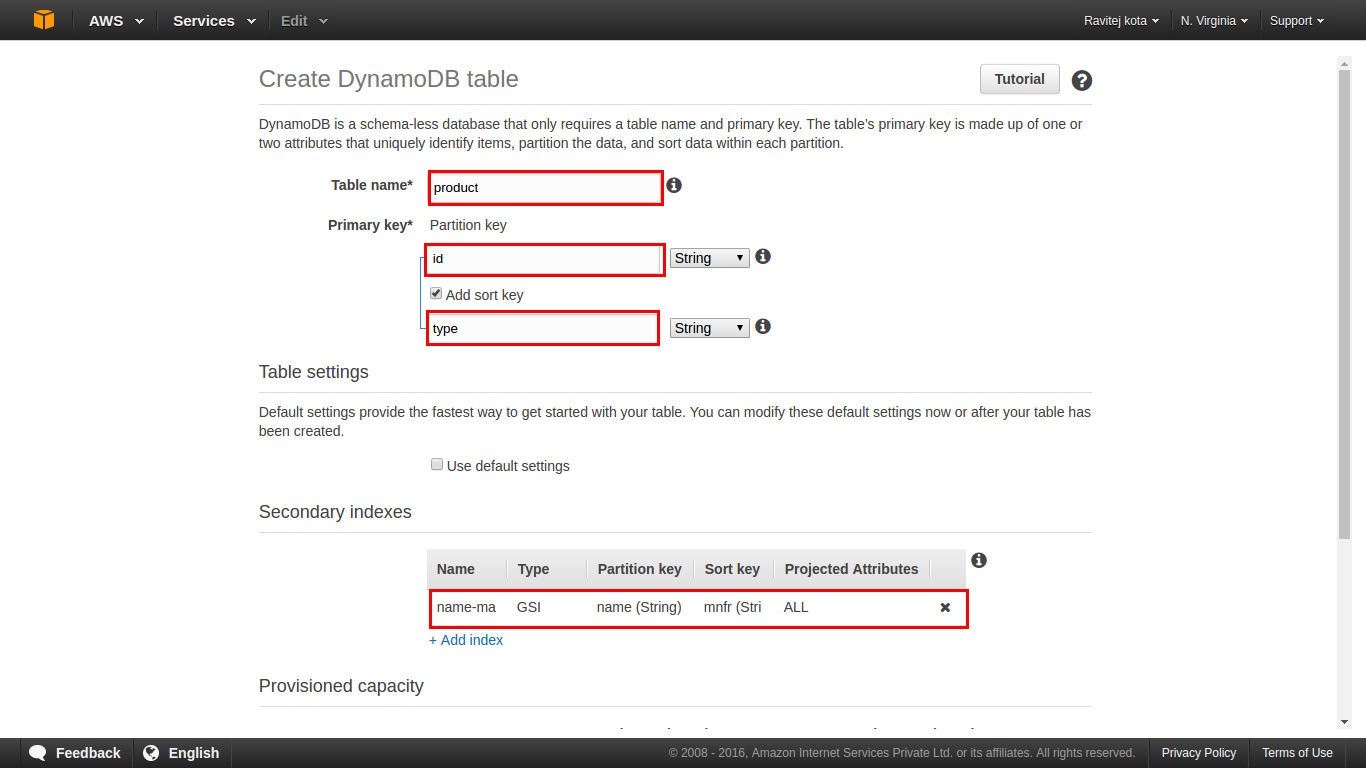 AWS Services Edit Ravitej kota N. Virginia Support
Create DynamoDB table Tutorial
DynamoDB is a schema-less database that only requires a table name and primary key. The table's primary key is made up of one or
two attributes that uniquely identify items, partition the data, and sort data within each partition.
Table name* product
Primary key* Partition key
id String
Add sort key
type String
Table settings
Default settings provide the fastest way to get started with your table. You can modify these default settings now or after your table has
been created.
Use default settings
Secondary indexes
Name Type Partition key Sort key Projected Attributes
name-ma GSI name (String) mnfr (Stri ALL
+ Add index
Provisioned capacity
Feedback English © 2008 - 2016, Amazon Internet Services Private Ltd. or its affiliates. All rights reserved. Privacy Policy Terms of Use